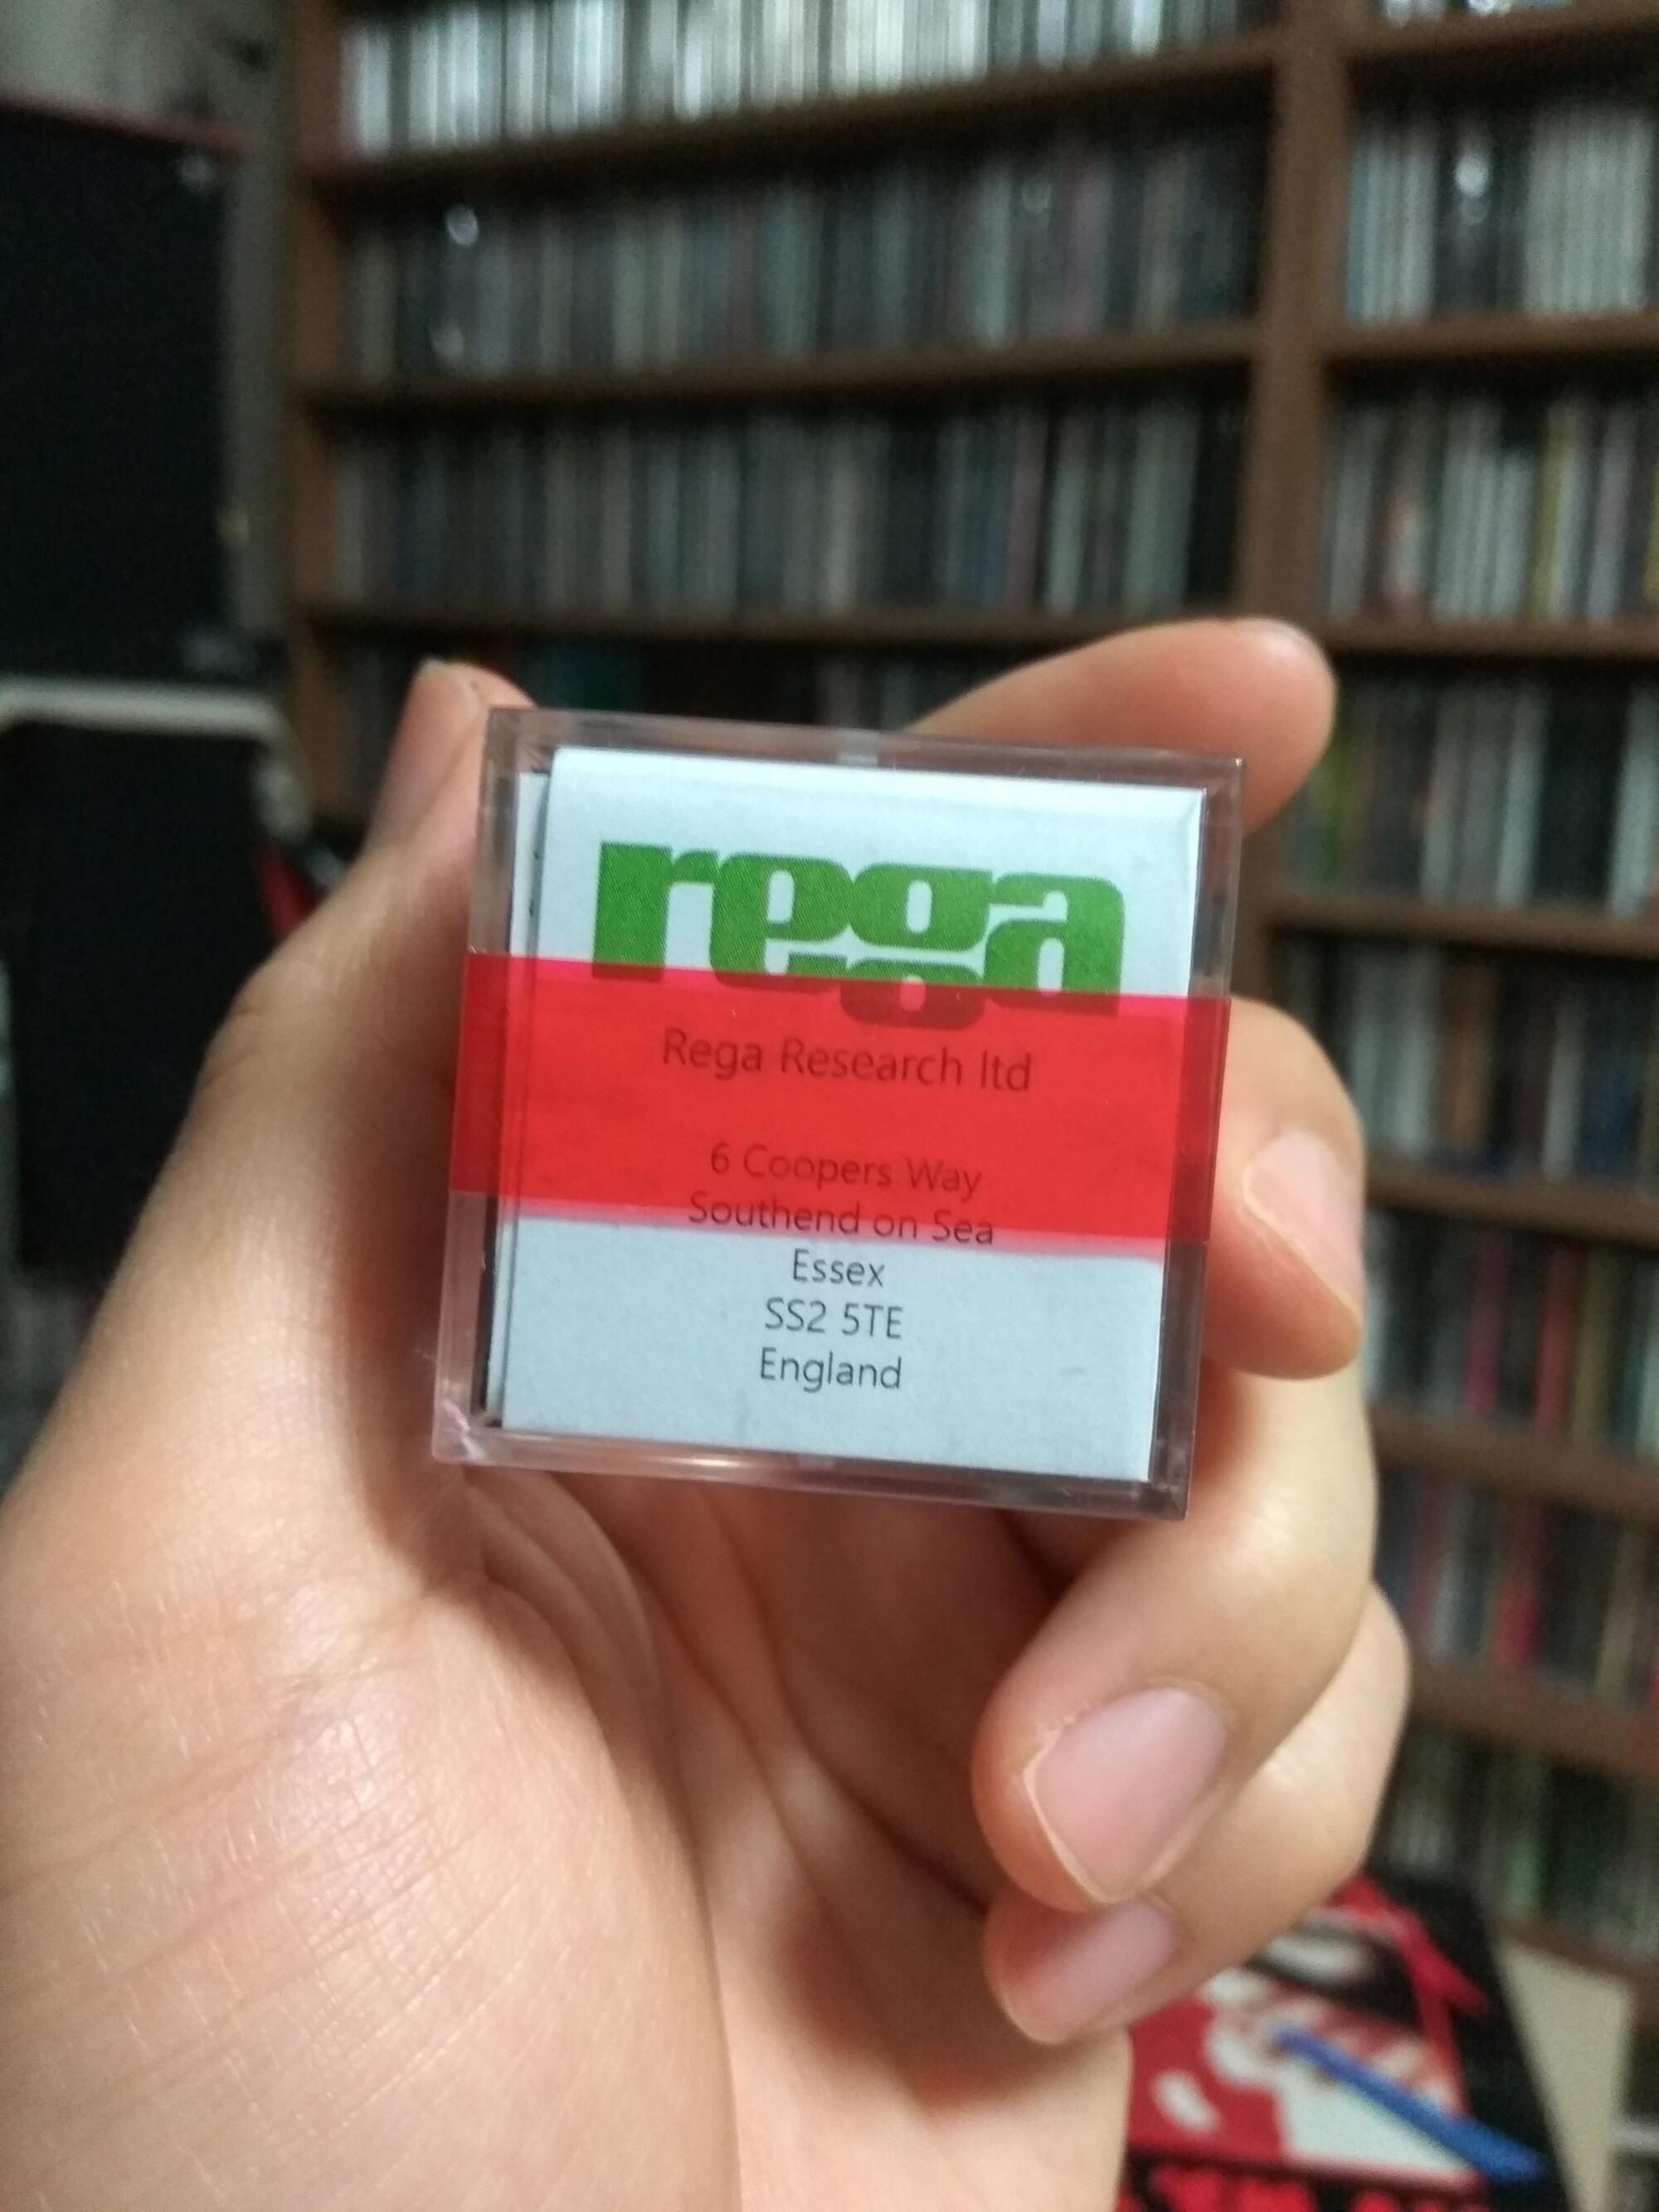 rega
Rega Research ltd
6 Coopers Way
Southend on Sea
Essex
SS2 5TE
England